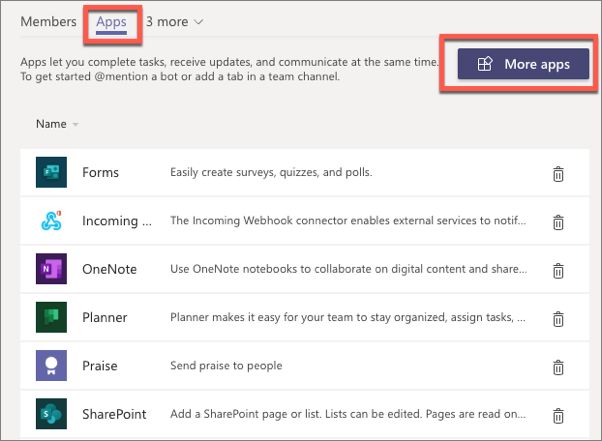 Members Apps 3 more
Apps let you complete tasks, receive updates, and communicate at the same time.
To get started @mention a bot or add a tab in a team channel.
More apps
Name
Forms Easily create surveys, quizzes, and polls.
Incoming ... The Incoming Webhook connector enables external services to notif...
OneNote Use OneNote notebooks to collaborate on digital content and share...
Planner Planner makes it easy for your team to stay organized, assign tasks, ...
Praise Send praise to people
SharePoint Add a SharePoint page or list. Lists can be edited. Pages are read on...